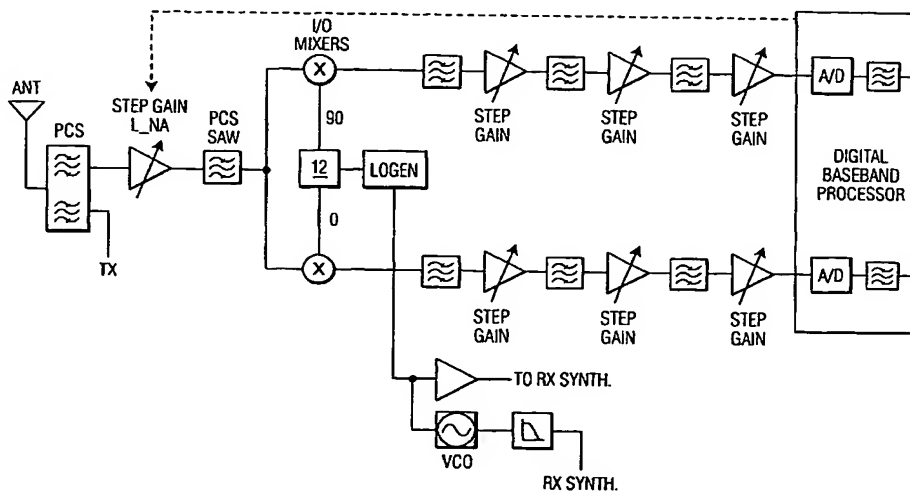 I/O
MIXERS
ANT
STEP GAIN
L_NA
PCS
PCS
SAW
90
STEP
GAIN
STEP
GAIN
STEP
GAIN
A/D
12
LOGEN
DIGITAL
BASEBAND
PROCESSOR
0
TX
X
X
STEP
GAIN
STEP
GAIN
STEP
GAIN
A/D
TO RX SYNTH.
VCO
RX SYNTH.